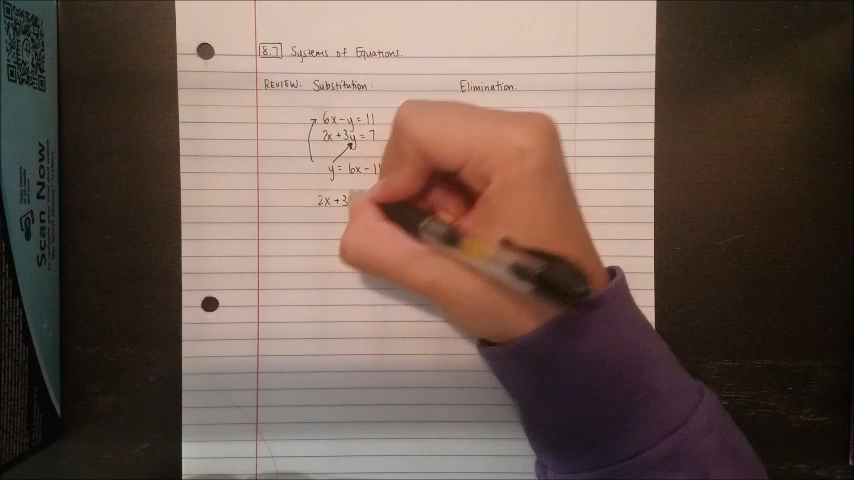 8.7 Systems of Equations.
REVIEW: Substitution: Elimination.
6x - y = 11
2x + 3y = 7
y = 6x - 11
2x + 3
Scan Now